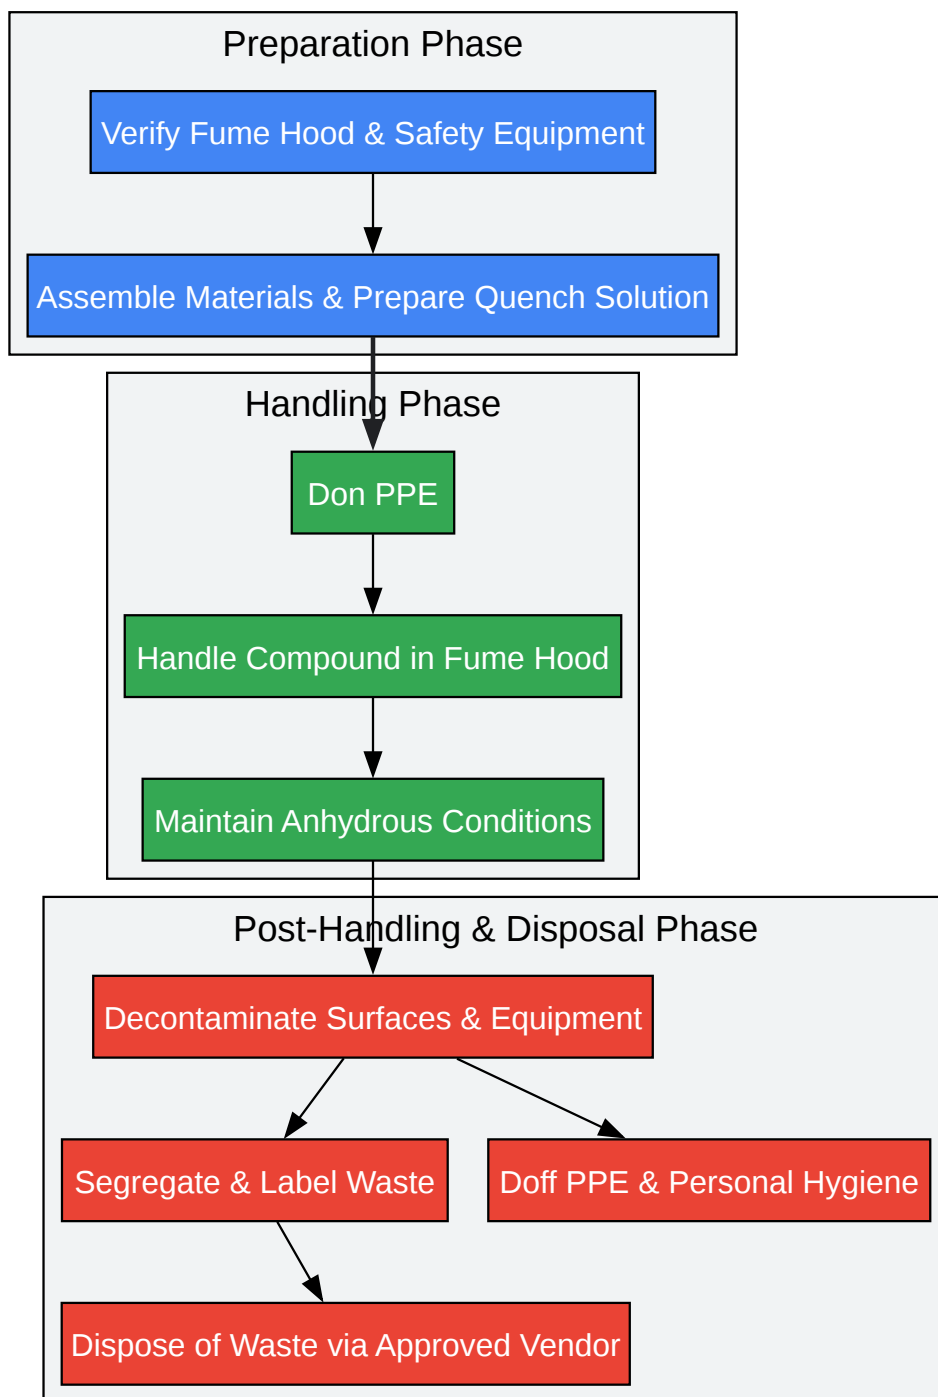 Preparation Phase
Verify Fume Hood & Safety Equipment
Assemble Materials & Prepare Quench Solution
Handling Phase
Don PPE
Handle Compound in Fume Hood
Maintain Anhydrous Conditions
Post-Handling & Disposal Phase
Decontaminate Surfaces & Equipment
Segregate & Label Waste
Doff PPE & Personal Hygiene
Dispose of Waste via Approved Vendor